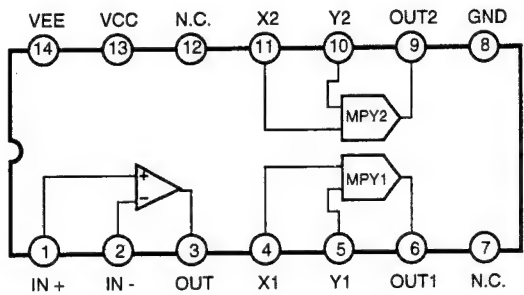 VEE VCC N.C. X2 Y2 OUT2 GND
14 13 12 11 10 9 8
MPY2
MPY1
+
−
1 2 3 4 5 6 7
IN + IN - OUT X1 Y1 OUT1 N.C.